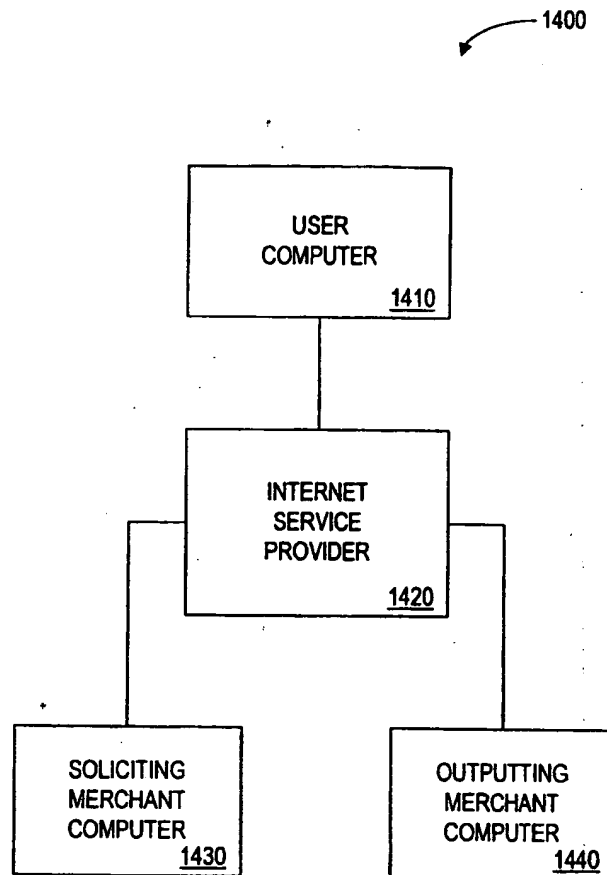 1400
USER
COMPUTER
1410
INTERNET
SERVICE
PROVIDER
1420
SOLICITING
MERCHANT
COMPUTER
1430
OUTPUTTING
MERCHANT
COMPUTER
1440